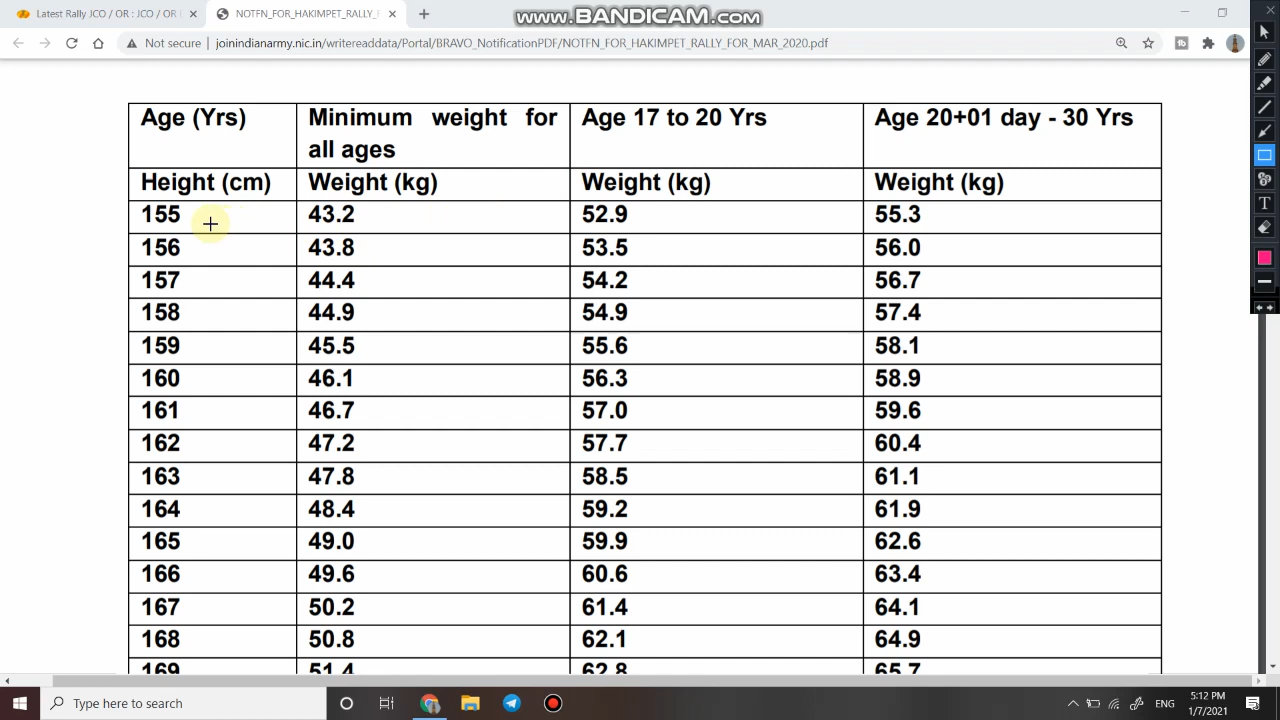 www.BANDICAM.com
Latest Rally JCO / OR : JCO / OR
NOTFN_FOR_HAKIMPET_RALLY_F
Not secure | joinindianarmy.nic.in/writereaddata/Portal/BRAVO_NotificationPDF/NOTFN_FOR_HAKIMPET_RALLY_FOR_MAR_2020.pdf
Age (Yrs) Minimum weight for all ages Age 17 to 20 Yrs Age 20+01 day - 30 Yrs
Height (cm) Weight (kg) Weight (kg) Weight (kg)
155 43.2 52.9 55.3
156 43.8 53.5 56.0
157 44.4 54.2 56.7
158 44.9 54.9 57.4
159 45.5 55.6 58.1
160 46.1 56.3 58.9
161 46.7 57.0 59.6
162 47.2 57.7 60.4
163 47.8 58.5 61.1
164 48.4 59.2 61.9
165 49.0 59.9 62.6
166 49.6 60.6 63.4
167 50.2 61.4 64.1
168 50.8 62.1 64.9
169 51.4 62.8 65.7
Type here to search
ENG
5:12 PM
1/7/2021